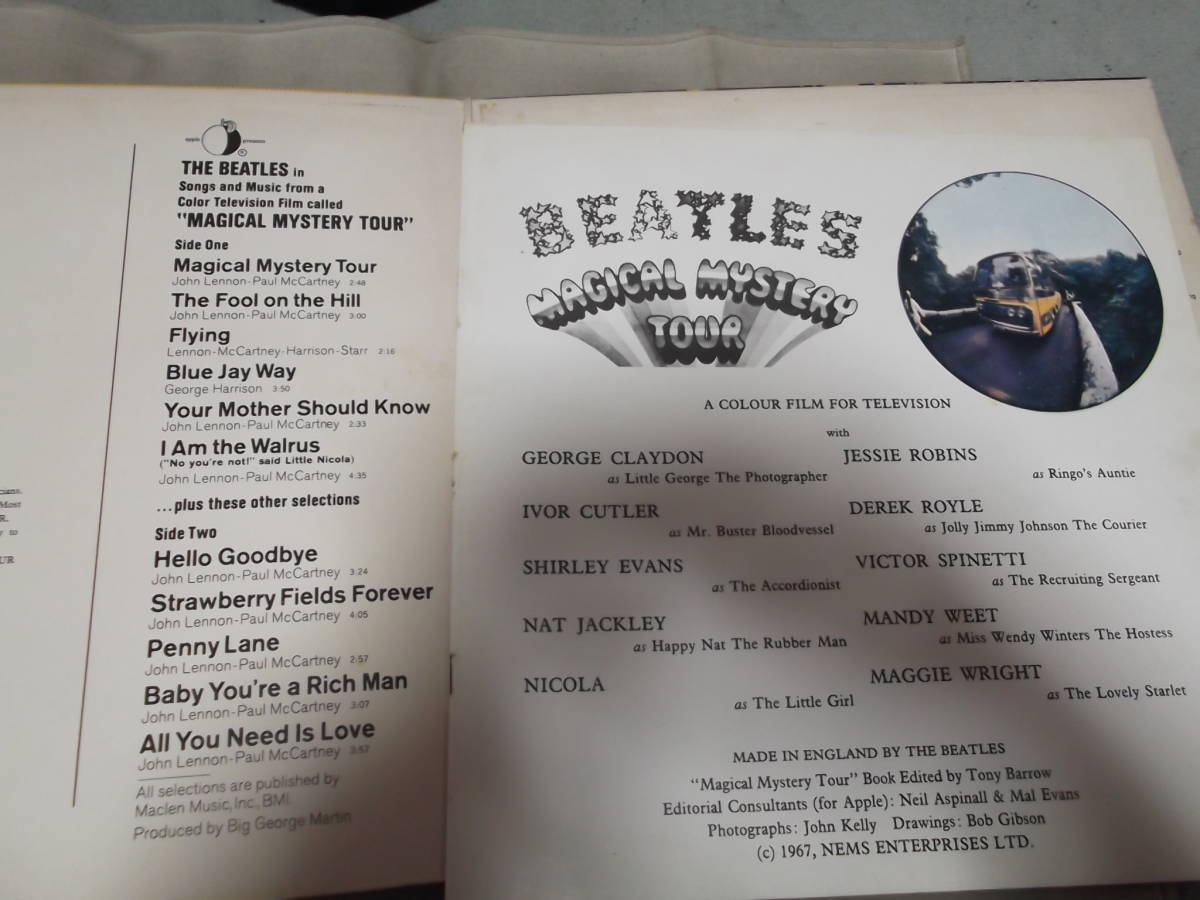 apple presents
THE BEATLES in
Songs and Music from a
Color Television Film called
"MAGICAL MYSTERY TOUR"
Side One
Magical Mystery Tour
John Lennon-Paul McCartney 2:48
The Fool on the Hill
John Lennon-Paul McCartney 3:00
Flying
Lennon-McCartney-Harrison-Starr 2:16
Blue Jay Way
George Harrison 3:50
Your Mother Should Know
John Lennon-Paul McCartney 2:33
I Am the Walrus
("No you're not!" said Little Nicola)
John Lennon-Paul McCartney 4:35
...plus these other selections
Side Two
Hello Goodbye
John Lennon-Paul McCartney 3:24
Strawberry Fields Forever
John Lennon-Paul McCartney 4:05
Penny Lane
John Lennon-Paul McCartney 2:57
Baby You're a Rich Man
John Lennon-Paul McCartney 3:07
All You Need Is Love
John Lennon-Paul McCartney 3:57
All selections are published by
Maclen Music, Inc., BMI.
Produced by Big George Martin
BEATLES
MAGICAL MYSTERY
TOUR
A COLOUR FILM FOR TELEVISION
with
GEORGE CLAYDON
as Little George The Photographer
JESSIE ROBINS
as Ringo's Auntie
IVOR CUTLER
as Mr. Buster Bloodvessel
DEREK ROYLE
as Jolly Jimmy Johnson The Courier
SHIRLEY EVANS
as The Accordionist
VICTOR SPINETTI
as The Recruiting Sergeant
NAT JACKLEY
as Happy Nat The Rubber Man
MANDY WEET
as Miss Wendy Winters The Hostess
NICOLA
as The Little Girl
MAGGIE WRIGHT
as The Lovely Starlet
MADE IN ENGLAND BY THE BEATLES
"Magical Mystery Tour" Book Edited by Tony Barrow
Editorial Consultants (for Apple): Neil Aspinall & Mal Evans
Photographs: John Kelly Drawings: Bob Gibson
(c) 1967, NEMS ENTERPRISES LTD.